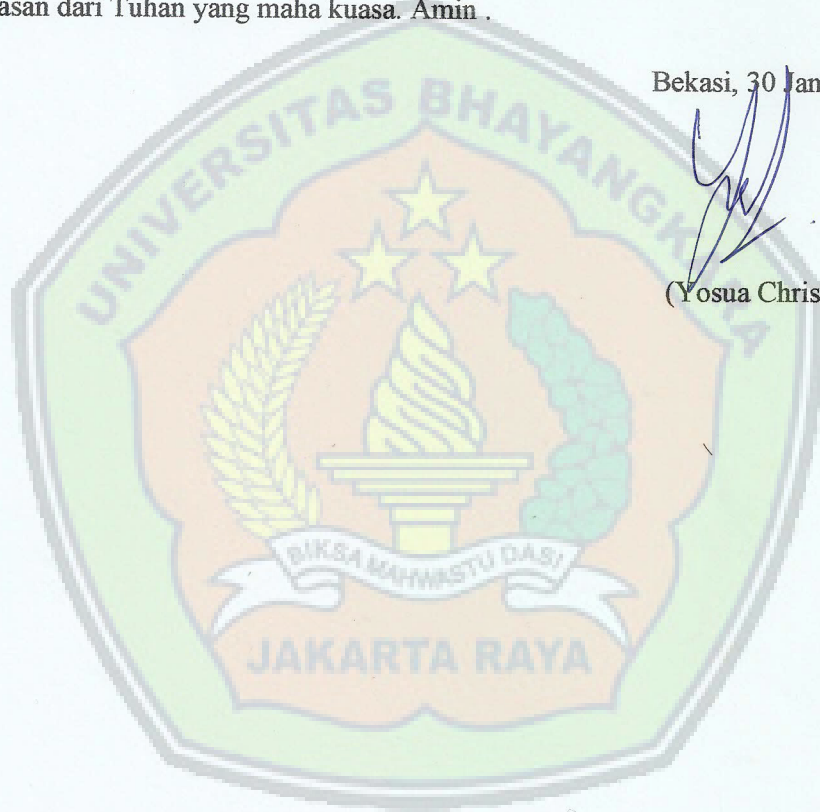 asan dari Tuhan yang maha kuasa. Amin .
Bekasi, 30 Jan
(Yosua Chris
UNIVERSITAS BHAYANGKARA
BIKSA MAHWASTU DASI
JAKARTA RAYA